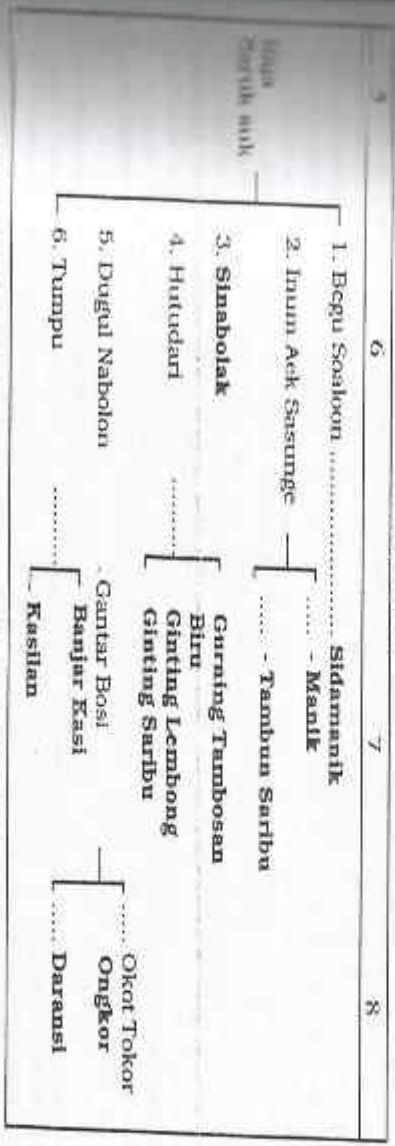 5 6 7 8
Raja
1. Begu Soaloon .................... Sidamanik
..... - Manik
2. Inum Aek Sasunge
..... - Tambun Saribu
3. Sinabolak
Gurning Tambosan
Biru
4. Hutudari ........... Ginting Lembong
Ginting Saribu
5. Dugul Nabolon . Gantar Bosi
..... Okot Tokor
Ongkor
..... Daransi
6. Tumpu ........... Banjar Kasi
Kasilan